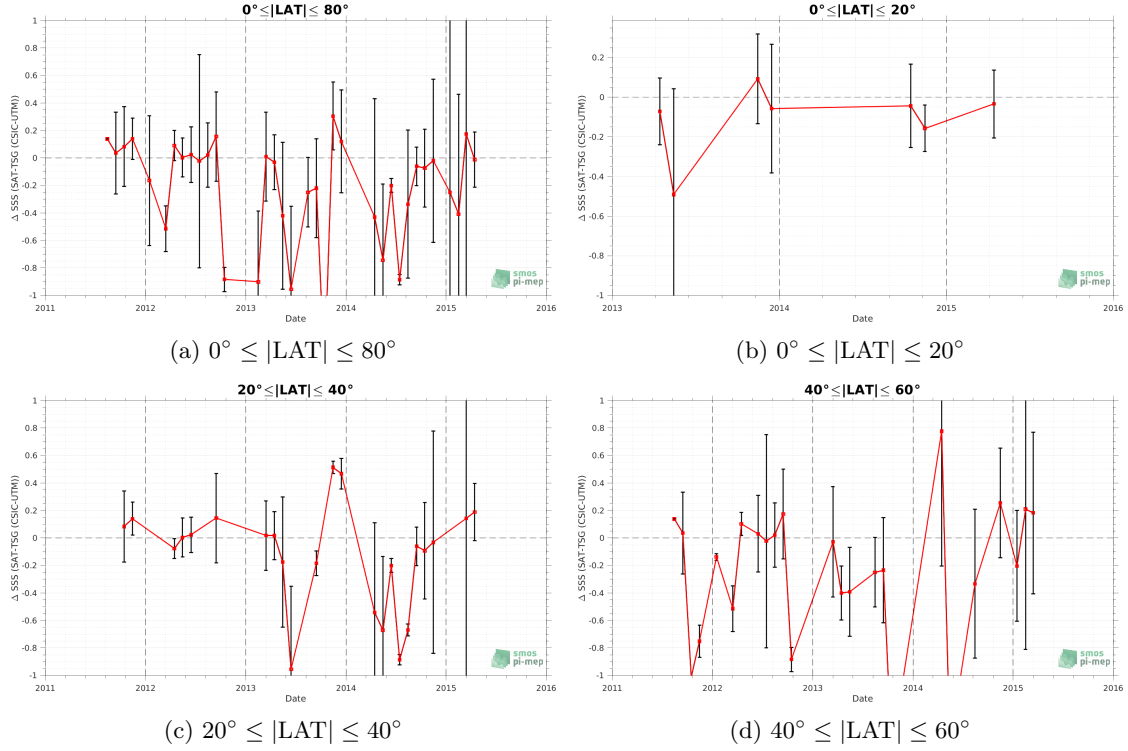 0°≤|LAT|≤ 80°
Δ SSS (SAT-TSG (CSIC-UTM))
1
0.8
0.6
0.4
0.2
0
-0.2
-0.4
-0.6
-0.8
-1
2011 2012 2013 2014 2015 2016
Date
smos
pi-mep
(a) 0° ≤ |LAT| ≤ 80°
0°≤|LAT|≤ 20°
Δ SSS (SAT-TSG (CSIC-UTM))
0.2
0
-0.2
-0.4
-0.6
-0.8
-1
2013 2014 2015 2016
Date
smos
pi-mep
(b) 0° ≤ |LAT| ≤ 20°
20°≤|LAT|≤ 40°
Δ SSS (SAT-TSG (CSIC-UTM))
1
0.8
0.6
0.4
0.2
0
-0.2
-0.4
-0.6
-0.8
-1
2011 2012 2013 2014 2015 2016
Date
smos
pi-mep
(c) 20° ≤ |LAT| ≤ 40°
40°≤|LAT|≤ 60°
Δ SSS (SAT-TSG (CSIC-UTM))
1
0.8
0.6
0.4
0.2
0
-0.2
-0.4
-0.6
-0.8
-1
2011 2012 2013 2014 2015 2016
Date
smos
pi-mep
(d) 40° ≤ |LAT| ≤ 60°